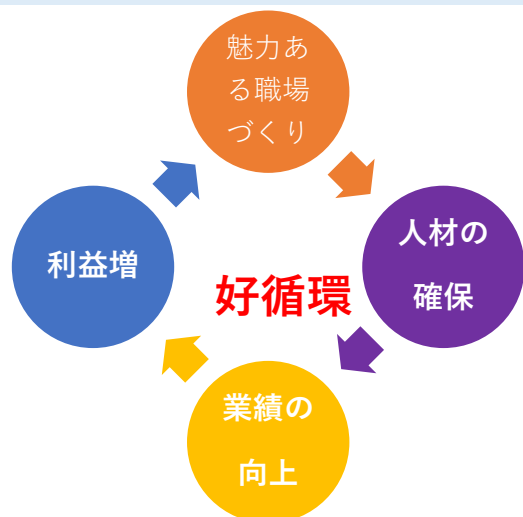 魅力あ
る職場
づくり
人材の
確保
好循環
利益増
業績の
向上